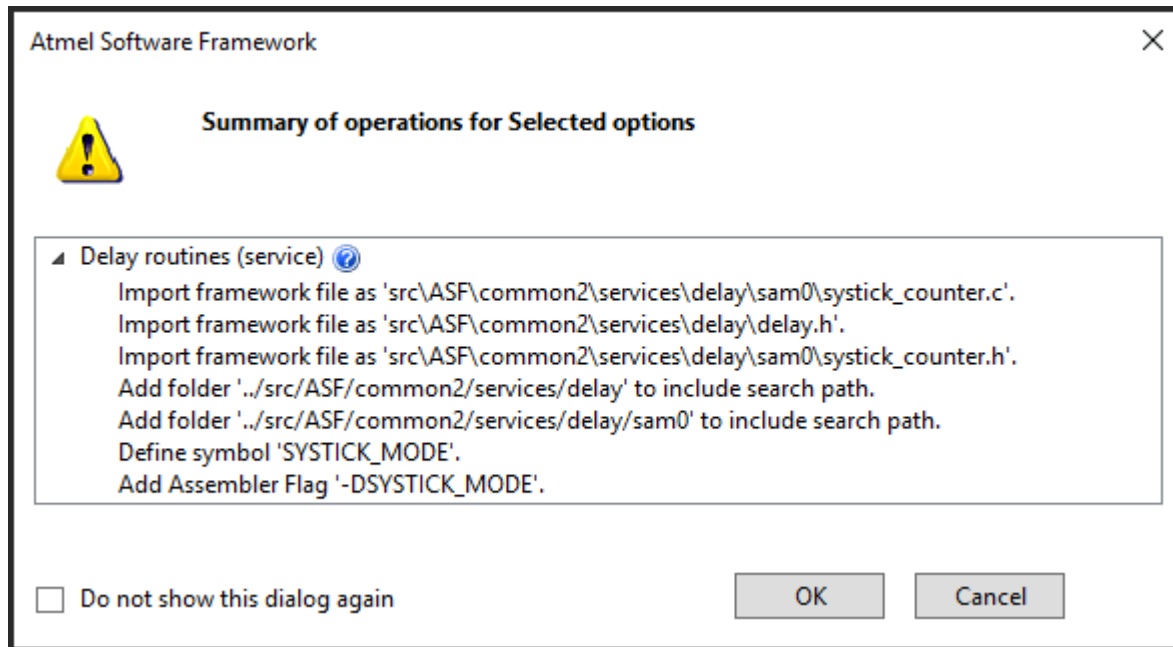 Atmel Software Framework
Summary of operations for Selected options
Delay routines (service)
Import framework file as 'src\ASF\common2\services\delay\sam0\systick_counter.c'.
Import framework file as 'src\ASF\common2\services\delay\delay.h'.
Import framework file as 'src\ASF\common2\services\delay\sam0\systick_counter.h'.
Add folder '../src/ASF/common2/services/delay' to include search path.
Add folder '../src/ASF/common2/services/delay/sam0' to include search path.
Define symbol 'SYSTICK_MODE'.
Add Assembler Flag '-DSYSTICK_MODE'.
Do not show this dialog again
OK
Cancel